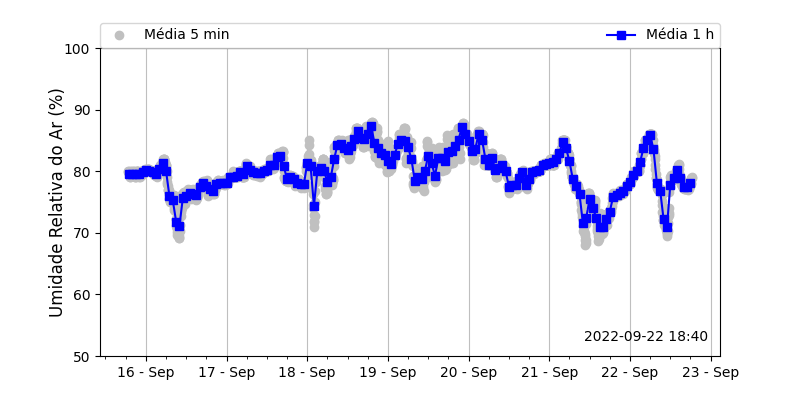 Média 5 min
Média 1 h
Umidade Relativa do Ar (%)
100
90
80
70
60
50
2022-09-22 18:40
16 - Sep
17 - Sep
18 - Sep
19 - Sep
20 - Sep
21 - Sep
22 - Sep
23 - Sep